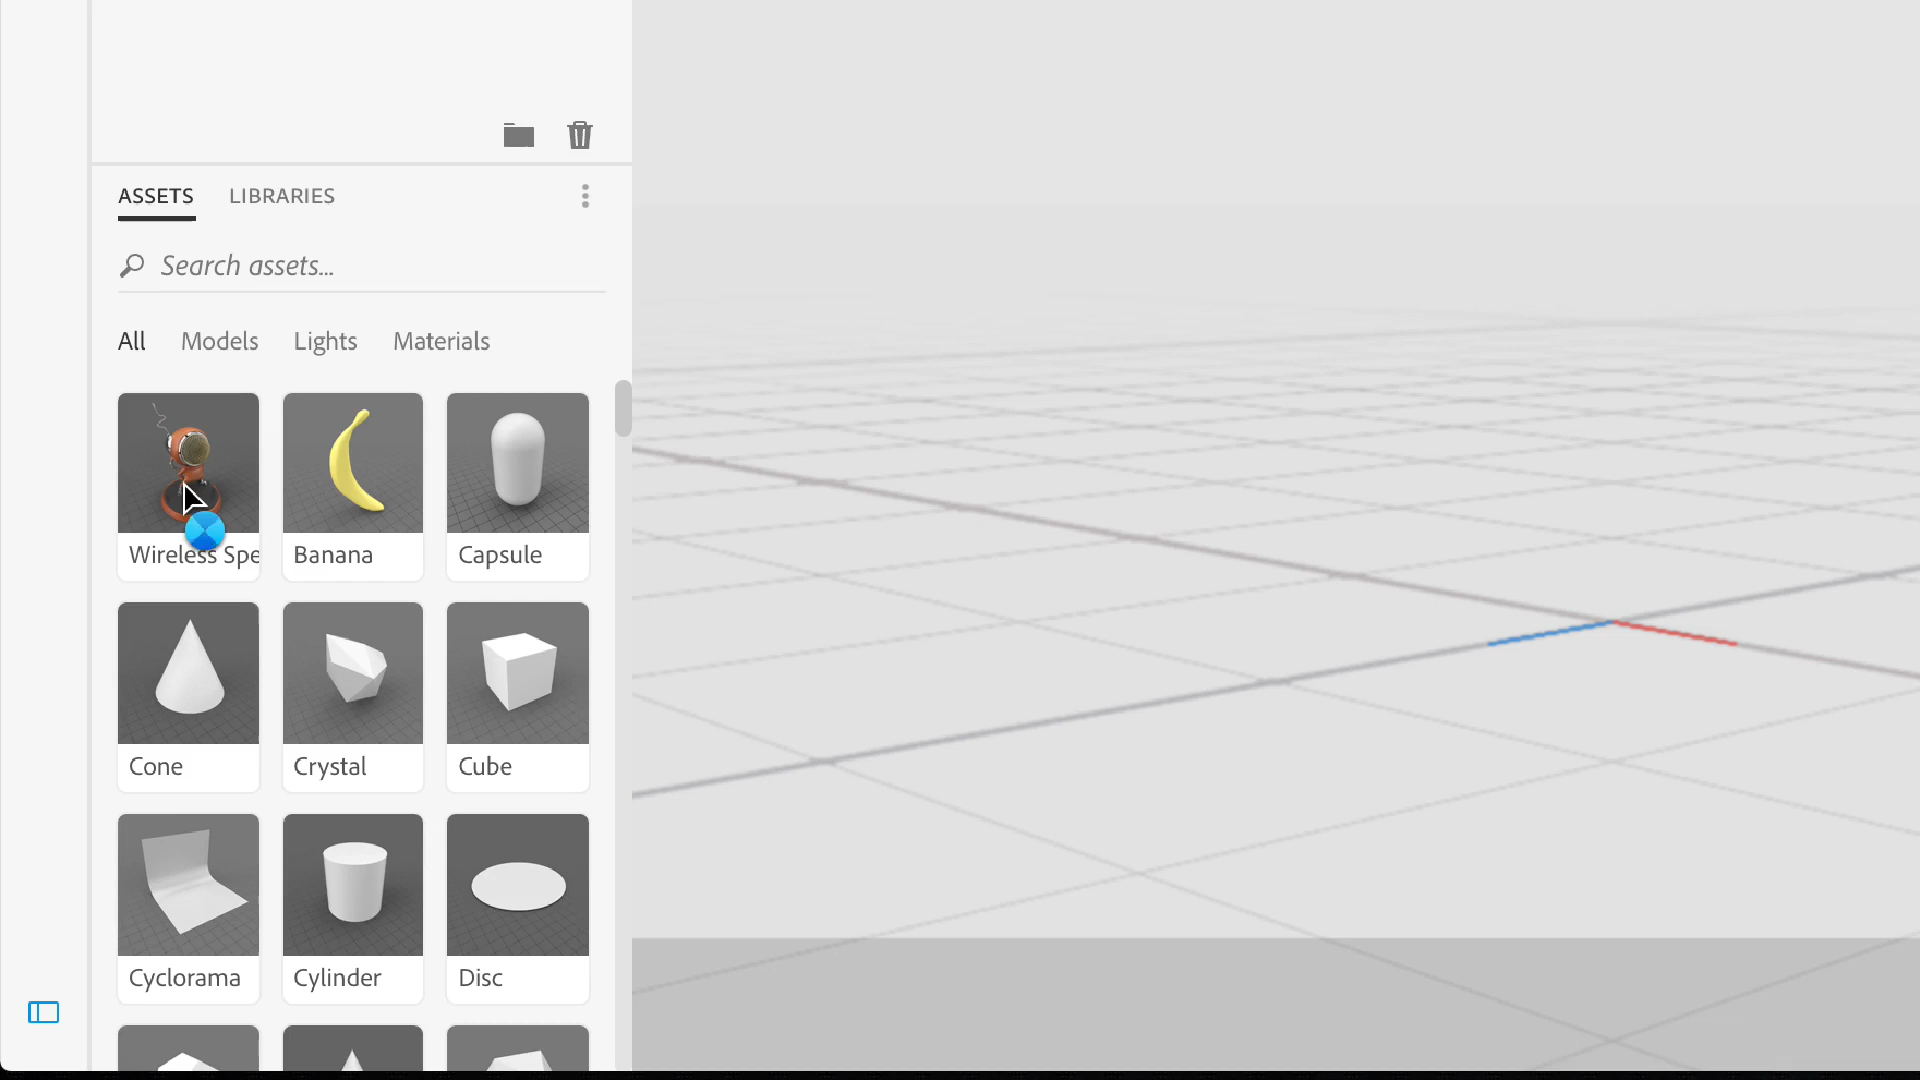 ASSETS LIBRARIES
Search assets...
All Models Lights Materials
Wireless Spe Banana Capsule
Cone Crystal Cube
Cyclorama Cylinder Disc